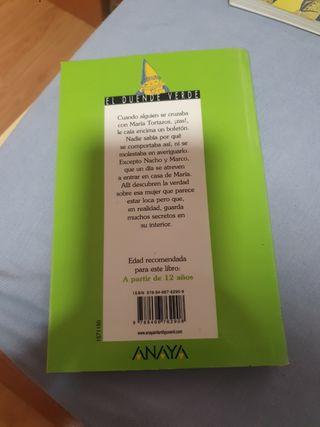 EL DUENDE VERDE
Cuando alguien se cruzaba
con María Tortazos, ¡zas!,
le caía encima un bofetón.
Nadie sabía por qué
se comportaba así, ni se
molestaba en averiguarlo.
Excepto Nacho y Marco,
que un día se atreven
a entrar en casa de María.
Allí descubren la verdad
sobre esa mujer que parece
estar loca pero que,
en realidad, guarda
muchos secretos en
su interior.
Edad recomendada
para este libro:
A partir de 12 años
1571180
ANAYA